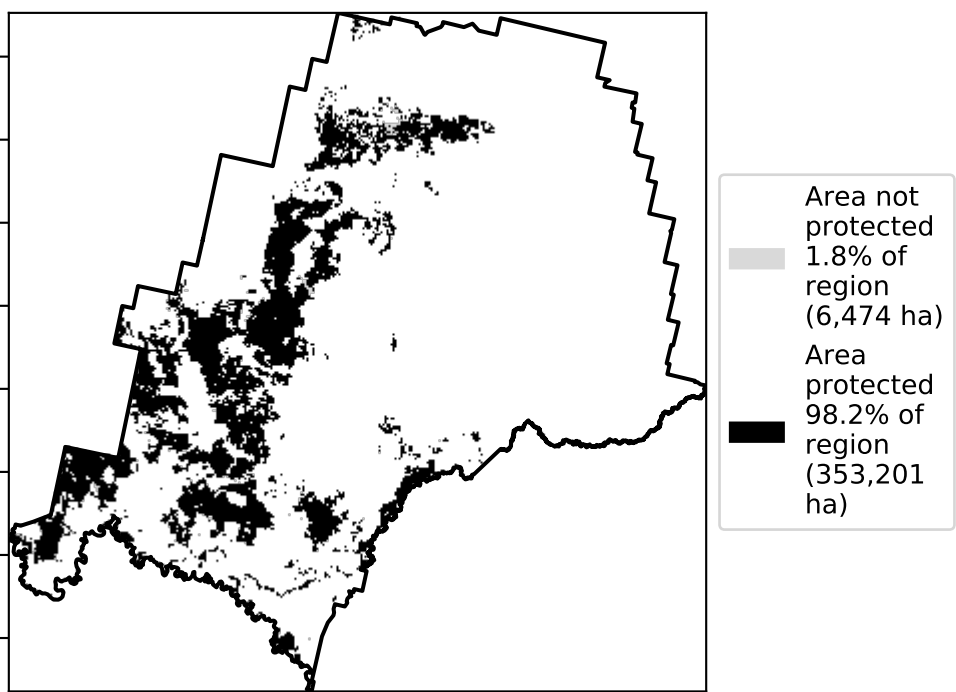 Area not
protected
1.8% of
region
(6,474 ha)
Area
protected
98.2% of
region
(353,201
ha)